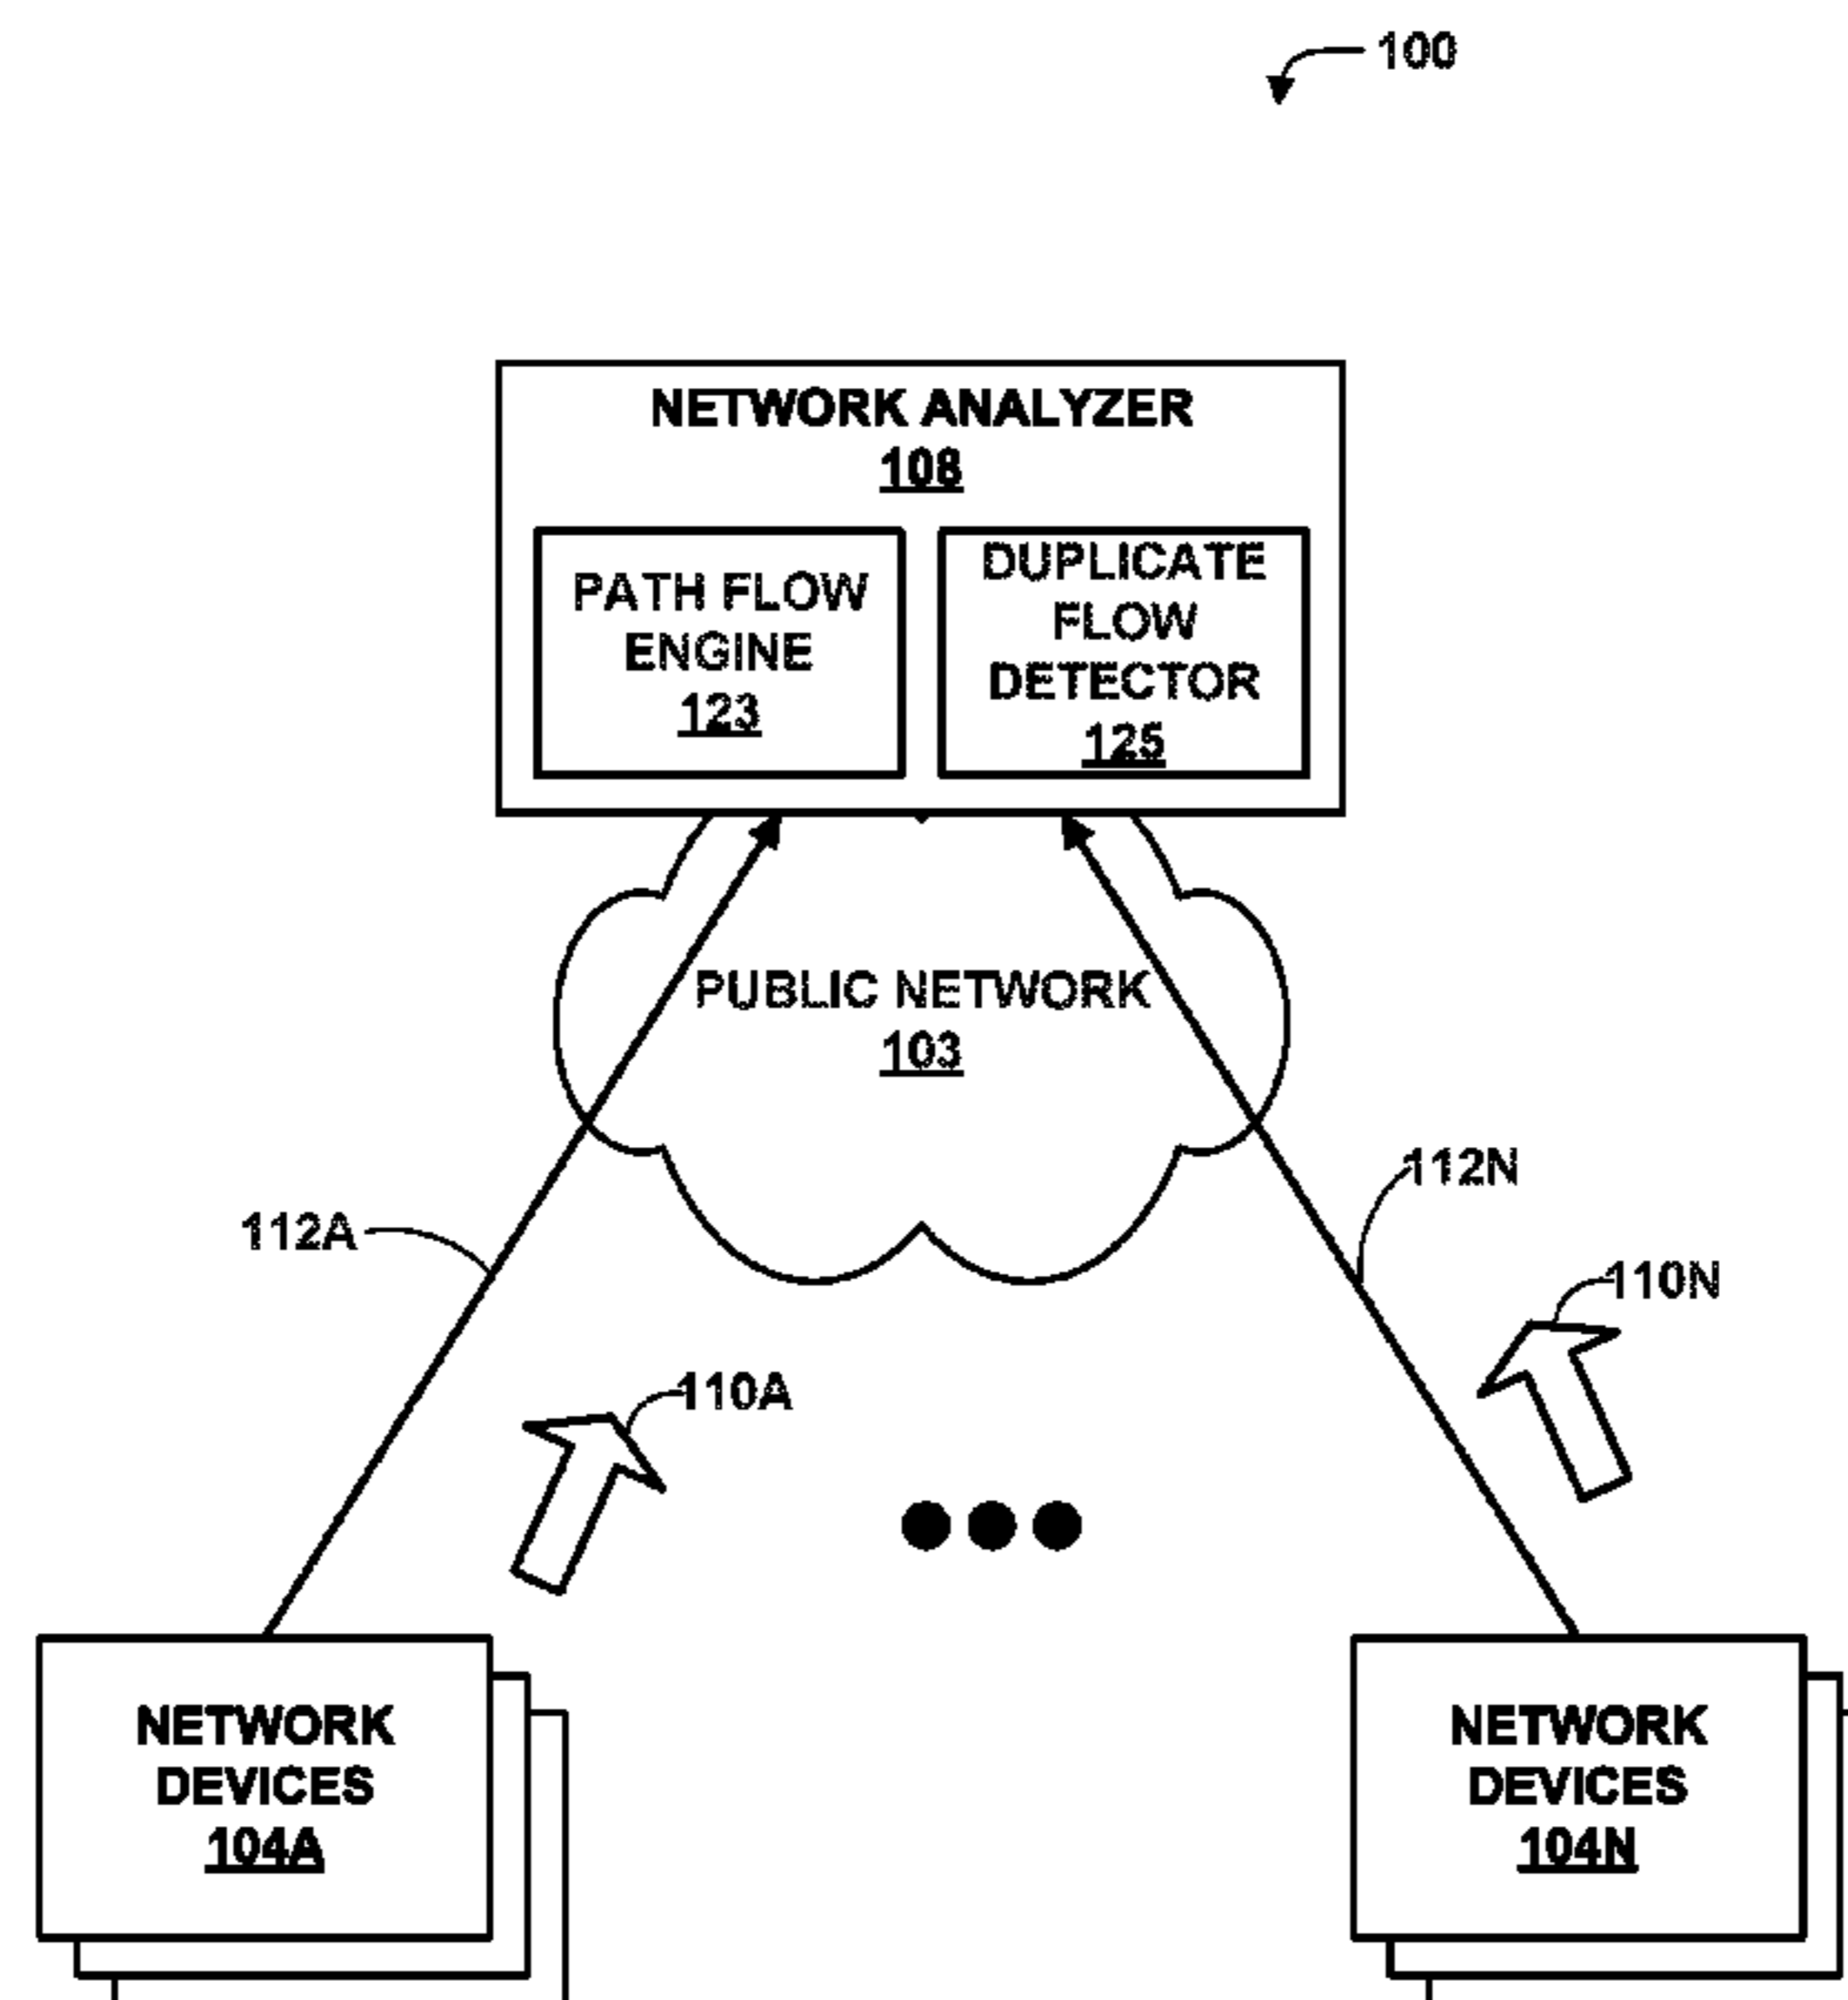 100
NETWORK ANALYZER
108
PATH FLOW
ENGINE
123
DUPLICATE
FLOW
DETECTOR
125
PUBLIC NETWORK
103
112A
112N
110N
110A
NETWORK
DEVICES
104A
NETWORK
DEVICES
104N